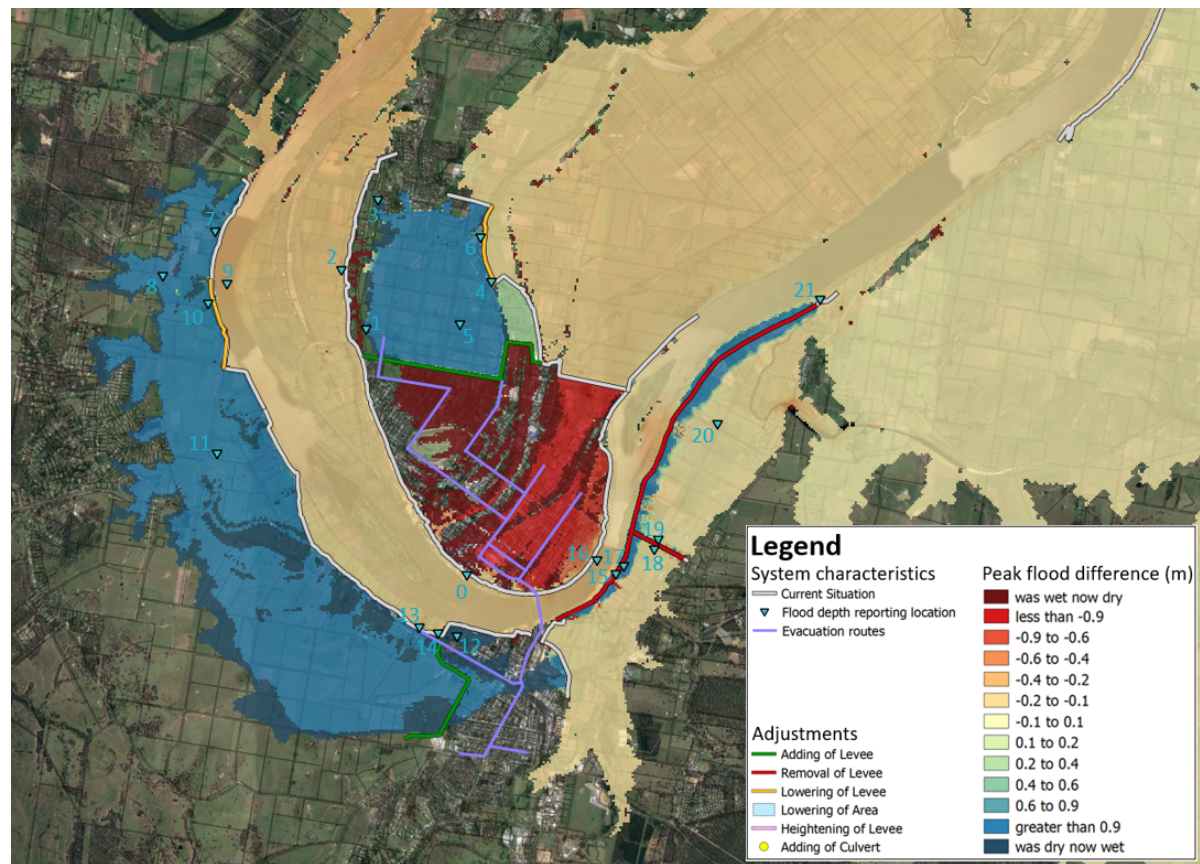 3
7
6
2
8
9
4
10
21
1
5
20
11
19
16
17
18
15
0
13
14
12
Legend
System characteristics
Current Situation
Flood depth reporting location
Evacuation routes
Adjustments
Adding of Levee
Removal of Levee
Lowering of Levee
Lowering of Area
Heightening of Levee
Adding of Culvert
Peak flood difference (m)
was wet now dry
less than -0.9
-0.9 to -0.6
-0.6 to -0.4
-0.4 to -0.2
-0.2 to -0.1
-0.1 to 0.1
0.1 to 0.2
0.2 to 0.4
0.4 to 0.6
0.6 to 0.9
greater than 0.9
was dry now wet